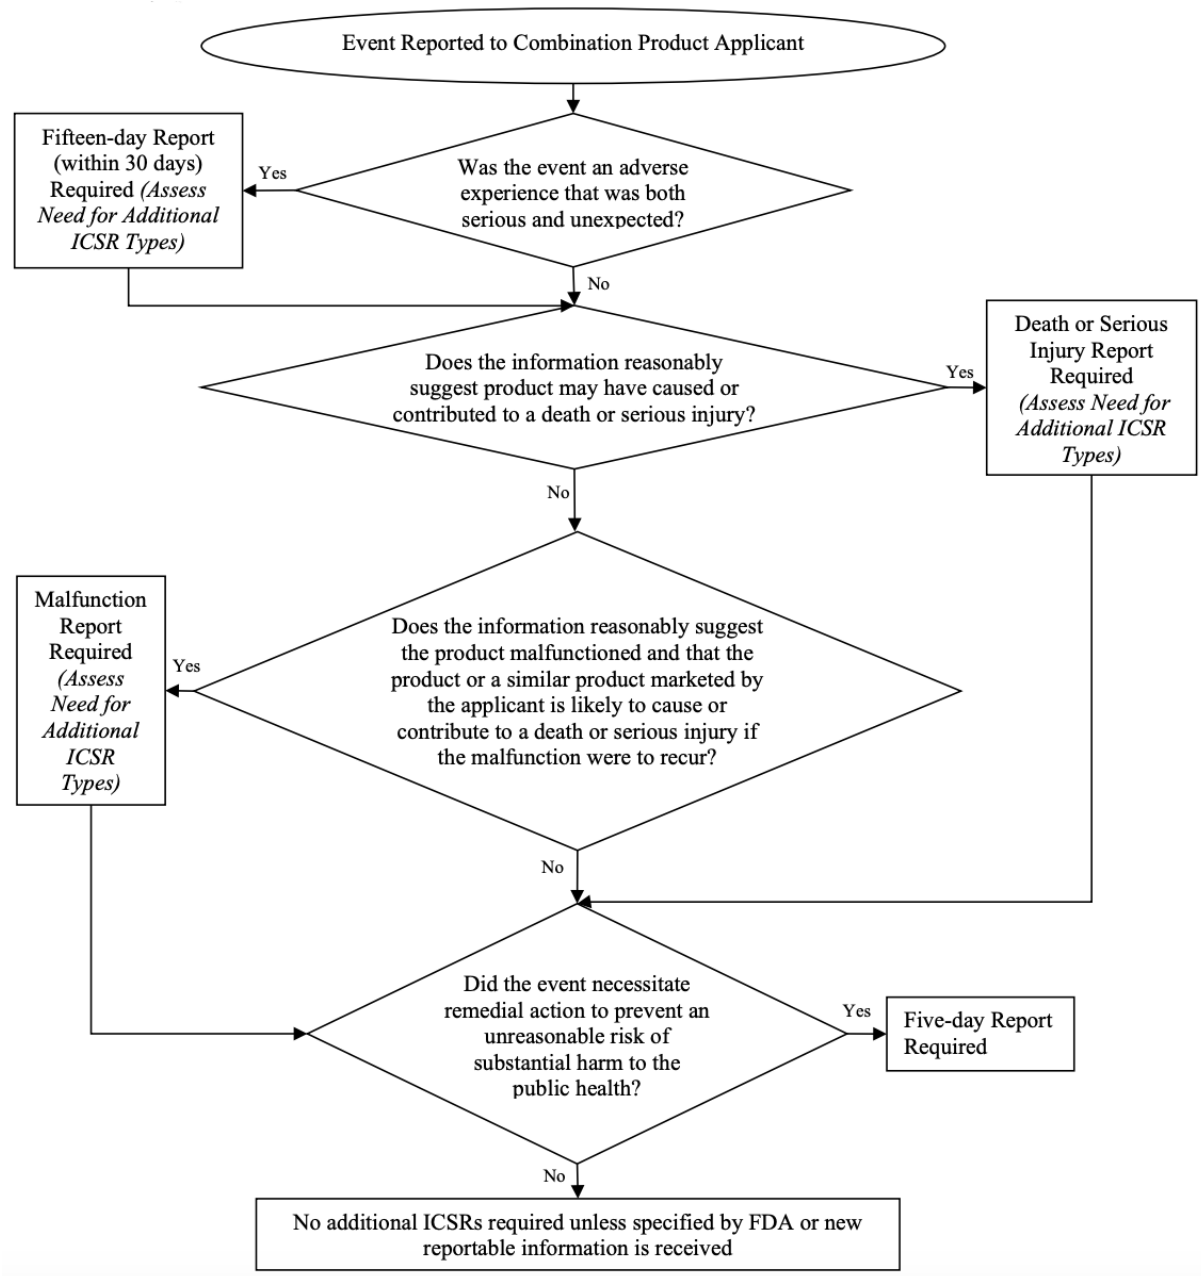 Event Reported to Combination Product Applicant
Fifteen-day Report
(within 30 days)
Required (Assess
Need for Additional
ICSR Types)
Yes
Was the event an adverse
experience that was both
serious and unexpected?
No
Does the information reasonably
suggest product may have caused or
contributed to a death or serious injury?
Yes
Death or Serious
Injury Report
Required
(Assess Need for
Additional ICSR
Types)
No
Malfunction
Report
Required
(Assess
Need for
Additional
ICSR
Types)
Yes
Does the information reasonably suggest
the product malfunctioned and that the
product or a similar product marketed by
the applicant is likely to cause or
contribute to a death or serious injury if
the malfunction were to recur?
No
Did the event necessitate
remedial action to prevent an
unreasonable risk of
substantial harm to the
public health?
Yes
Five-day Report
Required
No
No additional ICSRs required unless specified by FDA or new
reportable information is received